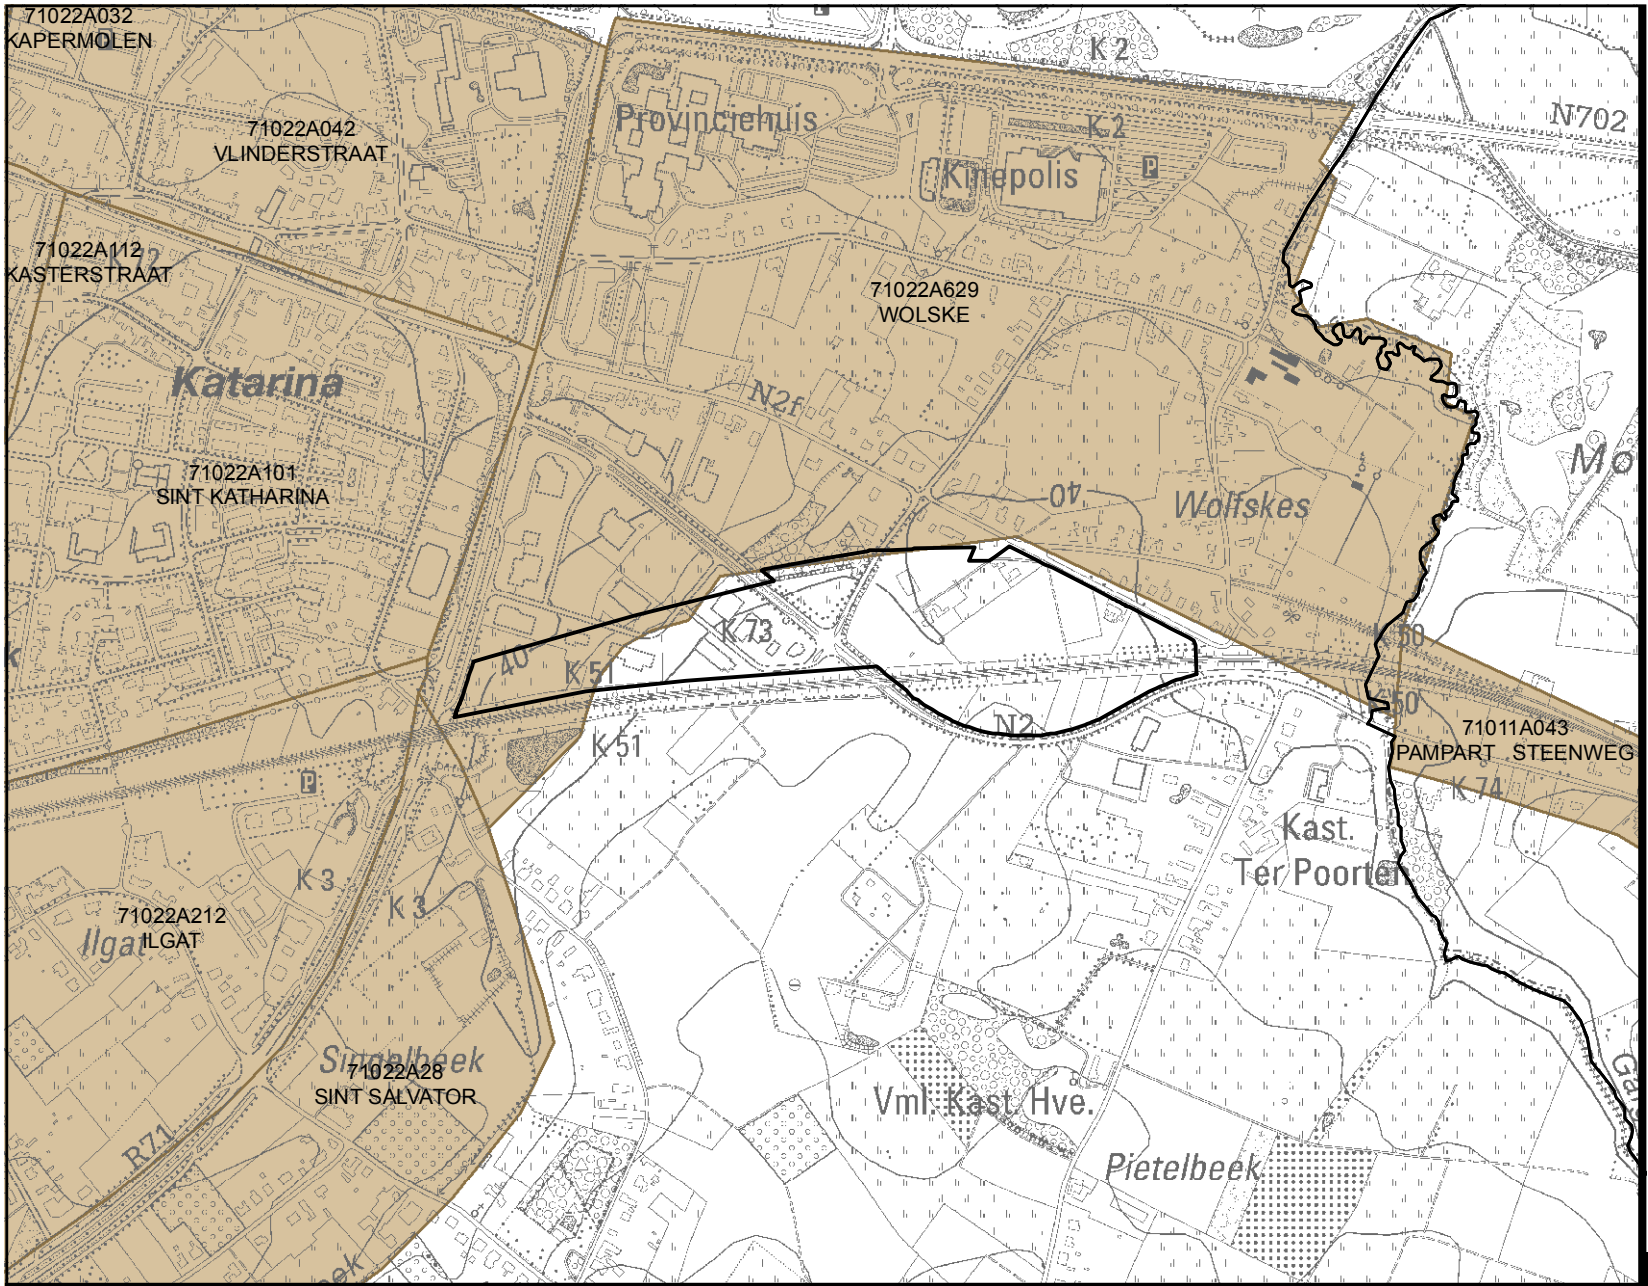 71022A032
KAPERMOLEN
K 2
N702
Provinciehuis
K 2
71022A042
VLINDERSTRAAT
P
Kinepolis
71022A112
KASTERSTRAAT
71022A629
WOLSKE
Katarina
N2f
Mo
71022A101
SINT KATHARINA
40
Wolfskes
K 73
K 50
40
K 51
K 50
N2
71011A043
PAMPART STEENWEG
K 51
P
K 74
Kast.
Ter Poorten
K 3
K 3
71022A212
Ilgat
ILGAT
Singelbeek
71022A28
SINT SALVATOR
Vml. Kast. Hve.
R71
Pietelbeek